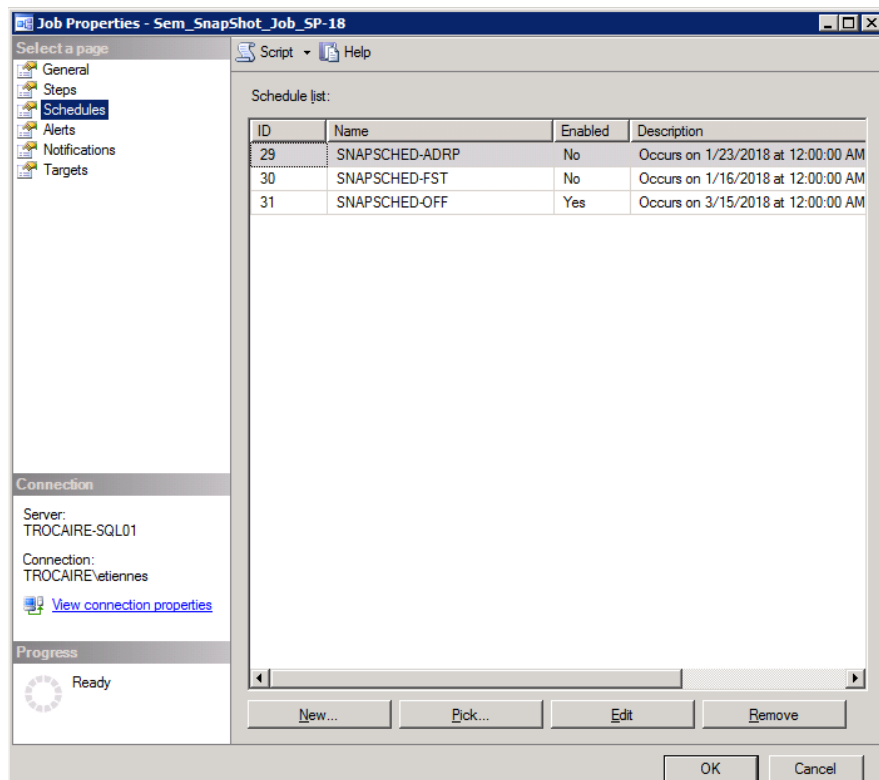 Job Properties - Sem_SnapShot_Job_SP-18
Select a page
General
Steps
Schedules
Alerts
Notifications
Targets
Script Help
Schedule list:
ID Name Enabled Description
29 SNAPSCHED-ADRP No Occurs on 1/23/2018 at 12:00:00 AM
30 SNAPSCHED-FST No Occurs on 1/16/2018 at 12:00:00 AM
31 SNAPSCHED-OFF Yes Occurs on 3/15/2018 at 12:00:00 AM
Connection
Server:
TROCAIRE-SQL01
Connection:
TROCAIRE\etiennes
View connection properties
Progress
Ready
New... Pick... Edit Remove
OK Cancel